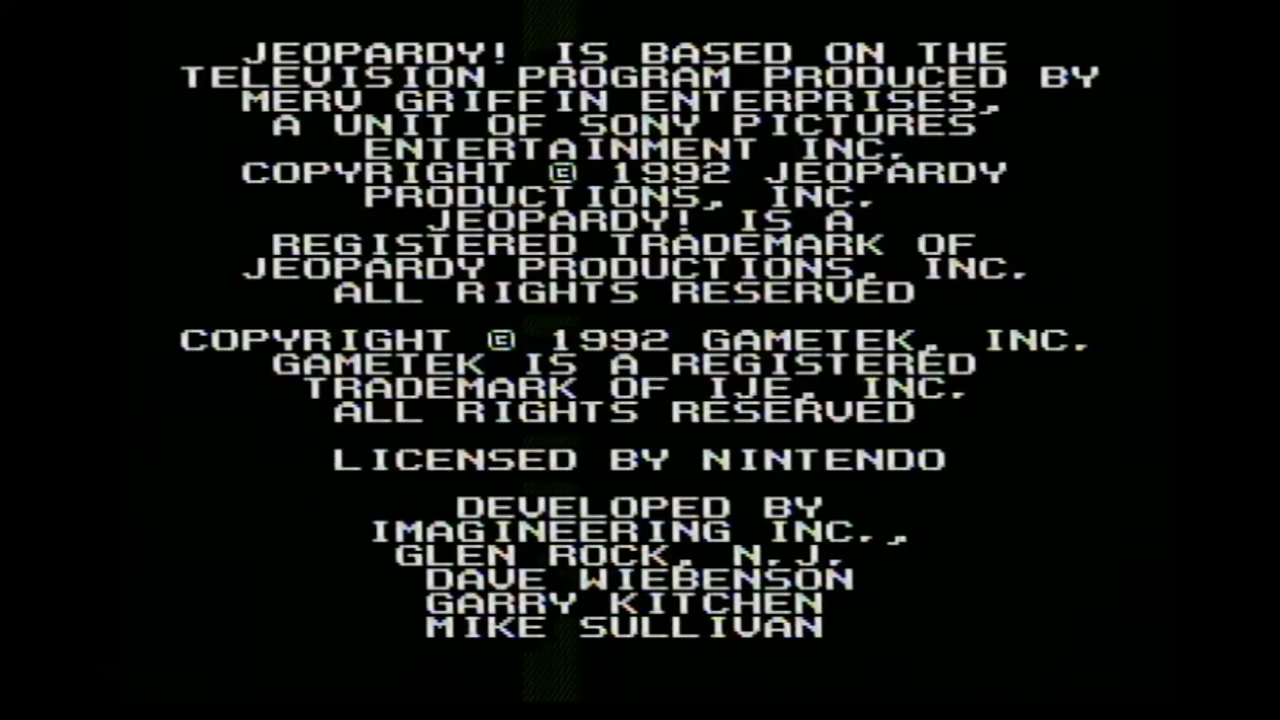 JEOPARDY! IS BASED ON THE
TELEVISION PROGRAM PRODUCED BY
MERV GRIFFIN ENTERPRISES,
A UNIT OF SONY PICTURES
ENTERTAINMENT INC.
COPYRIGHT © 1992 JEOPARDY
PRODUCTIONS, INC.
JEOPARDY! IS A
REGISTERED TRADEMARK OF
JEOPARDY PRODUCTIONS, INC.
ALL RIGHTS RESERVED
COPYRIGHT © 1992 GAMETEK, INC.
GAMETEK IS A REGISTERED
TRADEMARK OF IJE, INC.
ALL RIGHTS RESERVED
LICENSED BY NINTENDO
DEVELOPED BY
IMAGINEERING INC.,
GLEN ROCK, N.J.
DAVE WIEBENSON
GARRY KITCHEN
MIKE SULLIVAN